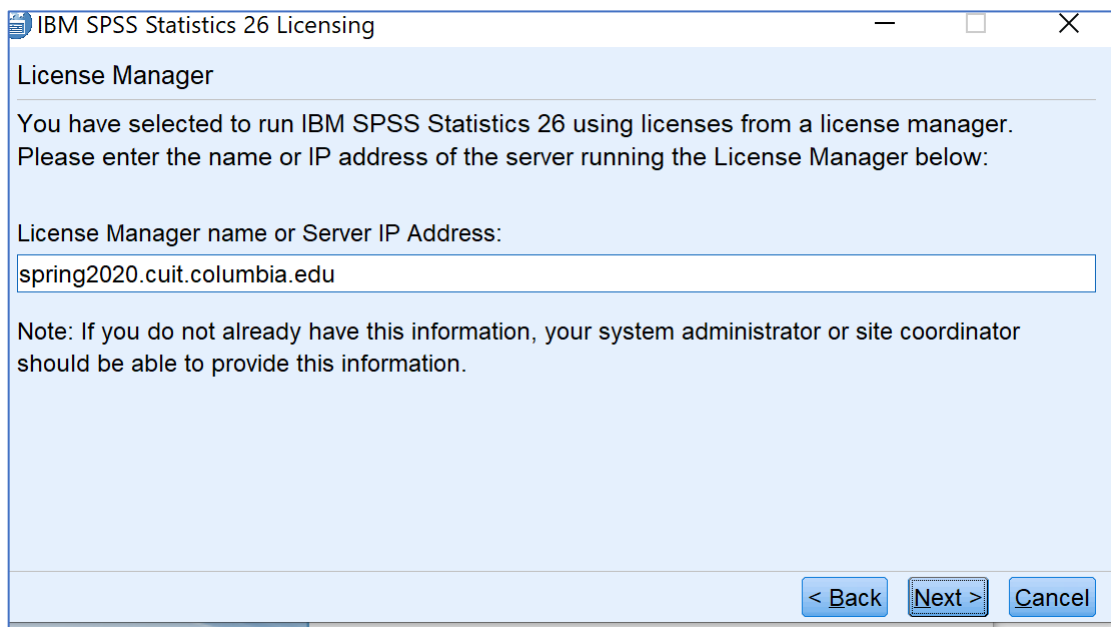 IBM SPSS Statistics 26 Licensing
License Manager
You have selected to run IBM SPSS Statistics 26 using licenses from a license manager.
Please enter the name or IP address of the server running the License Manager below:
License Manager name or Server IP Address:
spring2020.cuit.columbia.edu
Note: If you do not already have this information, your system administrator or site coordinator
should be able to provide this information.
< Back Next > Cancel